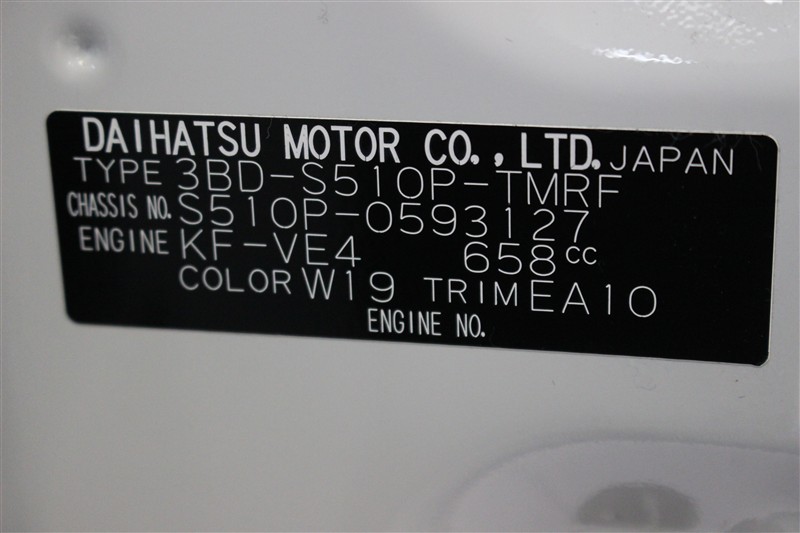 DAIHATSU MOTOR CO., LTD. JAPAN
TYPE 3BD-S510P-TMRF
CHASSIS NO. S510P-0593127
ENGINE KF-VE4 658cc
COLOR W19 TRIM EA10
ENGINE NO.